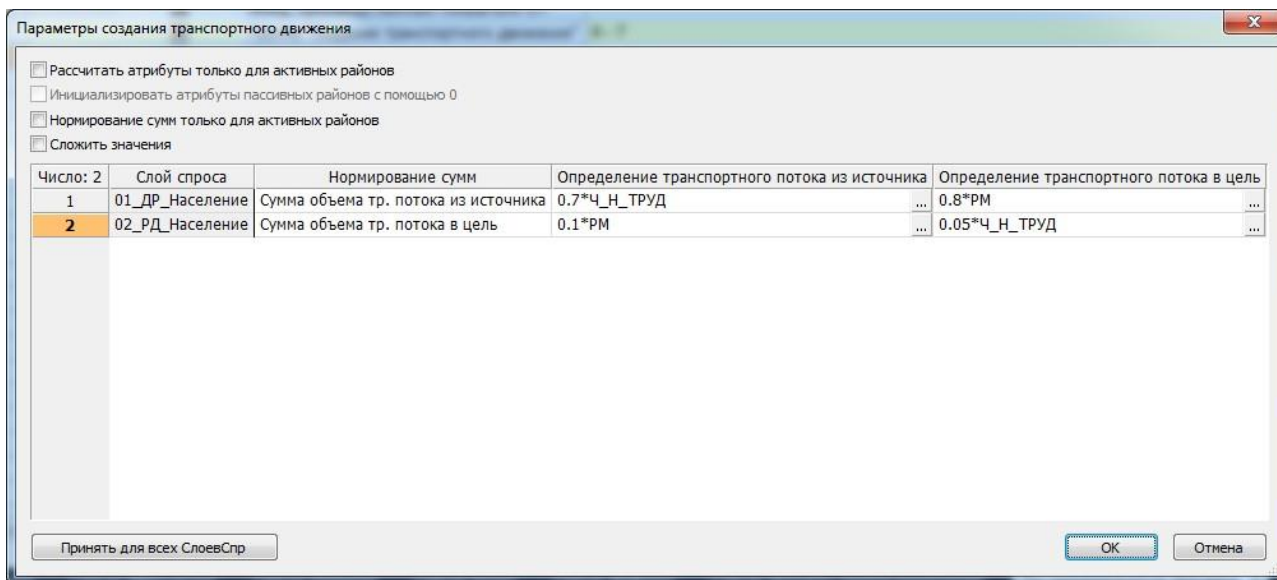 Параметры создания транспортного движения
Рассчитать атрибуты только для активных районов
Инициализировать атрибуты пассивных районов с помощью 0
Нормирование сумм только для активных районов
Сложить значения
Число: 2 Слой спроса Нормирование сумм Определение транспортного потока из источника Определение транспортного потока в цель
1 01_ДР_Население Сумма объема тр. потока из источника 0.7*Ч_Н_ТРУД ... 0.8*РМ ...
2 02_РД_Население Сумма объема тр. потока в цель 0.1*РМ ... 0.05*Ч_Н_ТРУД ...
Принять для всех СлоевСпр OK Отмена